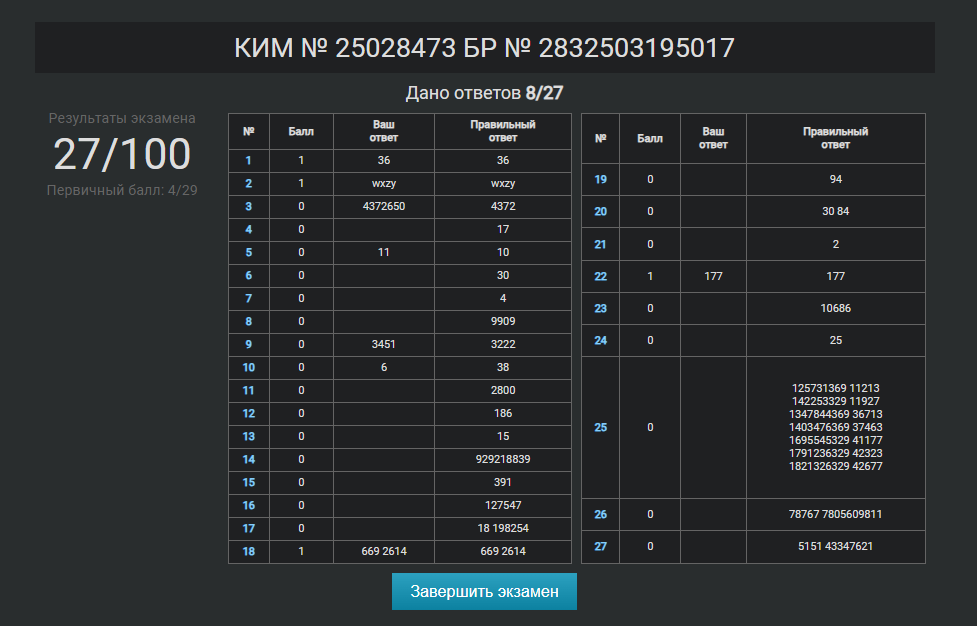 КИМ № 25028473 БР № 2832503195017
Дано ответов 8/27
Результаты экзамена
27/100
Первичный балл: 4/29
№ Балл Ваш ответ Правильный ответ
1 1 36 36
2 1 wxzy wxzy
3 0 4372650 4372
4 0 17
5 0 11 10
6 0 30
7 0 4
8 0 9909
9 0 3451 3222
10 0 6 38
11 0 2800
12 0 186
13 0 15
14 0 929218839
15 0 391
16 0 127547
17 0 18 198254
18 1 669 2614 669 2614
№ Балл Ваш ответ Правильный ответ
19 0 94
20 0 30 84
21 0 2
22 1 177 177
23 0 10686
24 0 25
25 0
125731369 11213
142253329 11927
1347844369 36713
1403476369 37463
1695545329 41177
1791236329 42323
1821326329 42677
26 0 78767 7805609811
27 0 5151 43347621
Завершить экзамен